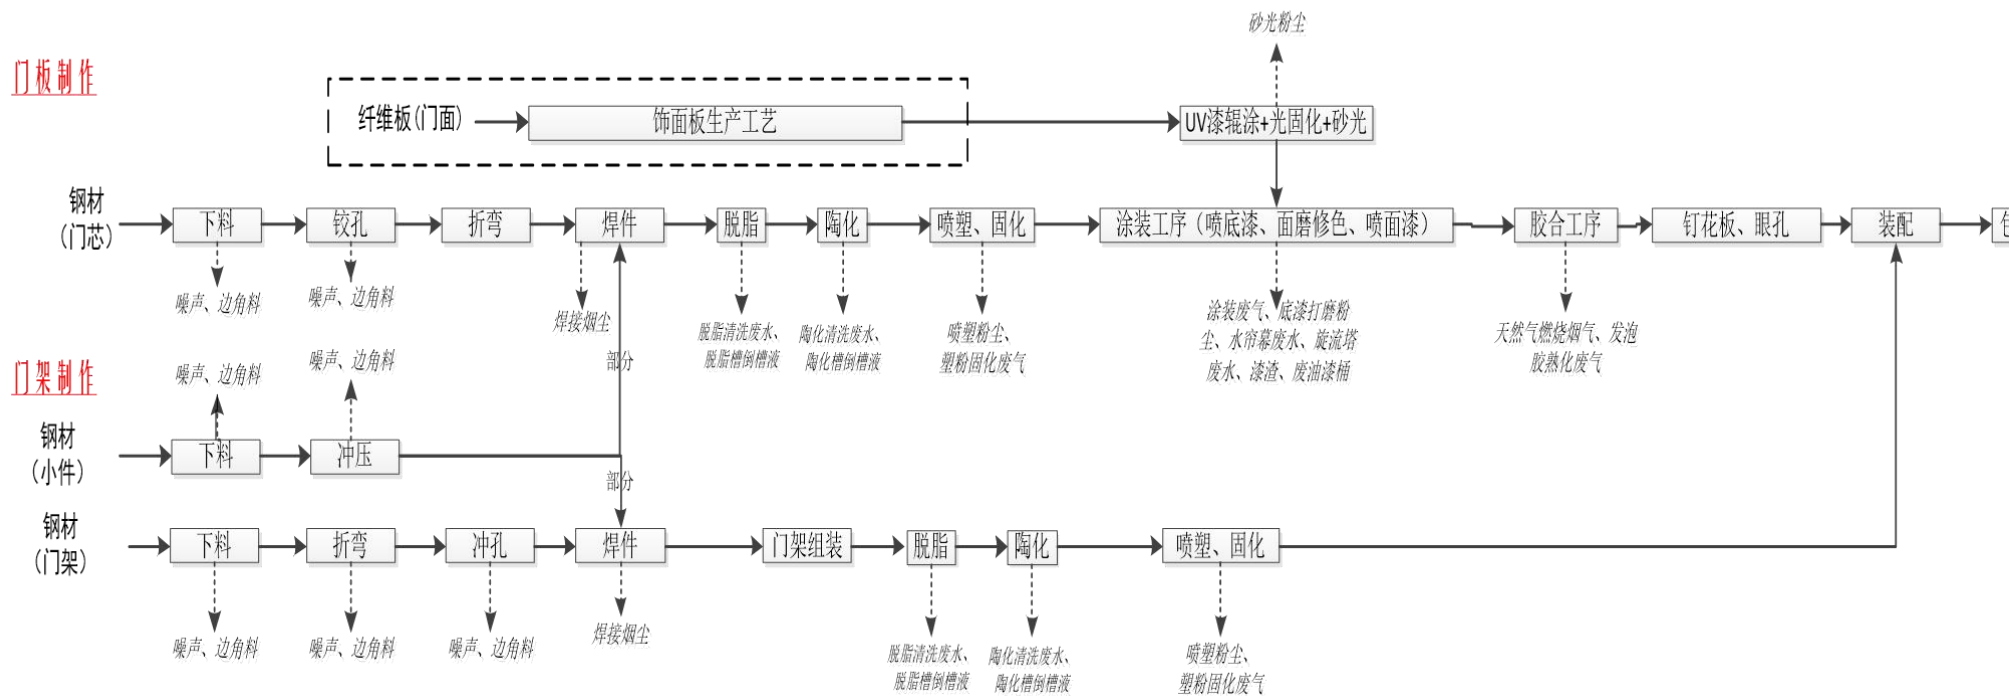 砂光粉尘
门板制作
纤维板(门面)
饰面板生产工艺
UV漆辊涂+光固化+砂光
钢材
（门芯）
下料
铰孔
折弯
焊件
脱脂
陶化
喷塑、固化
涂装工序（喷底漆、面磨修色、喷面漆）
胶合工序
钉花板、眼孔
装配
噪声、边角料
噪声、边角料
焊接烟尘
脱脂清洗废水、
脱脂槽倒槽液
陶化清洗废水、
陶化槽倒槽液
喷塑粉尘、
塑粉固化废气
涂装废气、底漆打磨粉
尘、水帘幕废水、旋流塔
废水、漆渣、废油漆桶
天然气燃烧烟气、发泡
胶熟化废气
门架制作
噪声、边角料
噪声、边角料
部分
钢材
（小件）
下料
冲压
部分
钢材
（门架）
下料
折弯
冲孔
焊件
门架组装
脱脂
陶化
喷塑、固化
噪声、边角料
噪声、边角料
噪声、边角料
焊接烟尘
脱脂清洗废水、
脱脂槽倒槽液
陶化清洗废水、
陶化槽倒槽液
喷塑粉尘、
塑粉固化废气